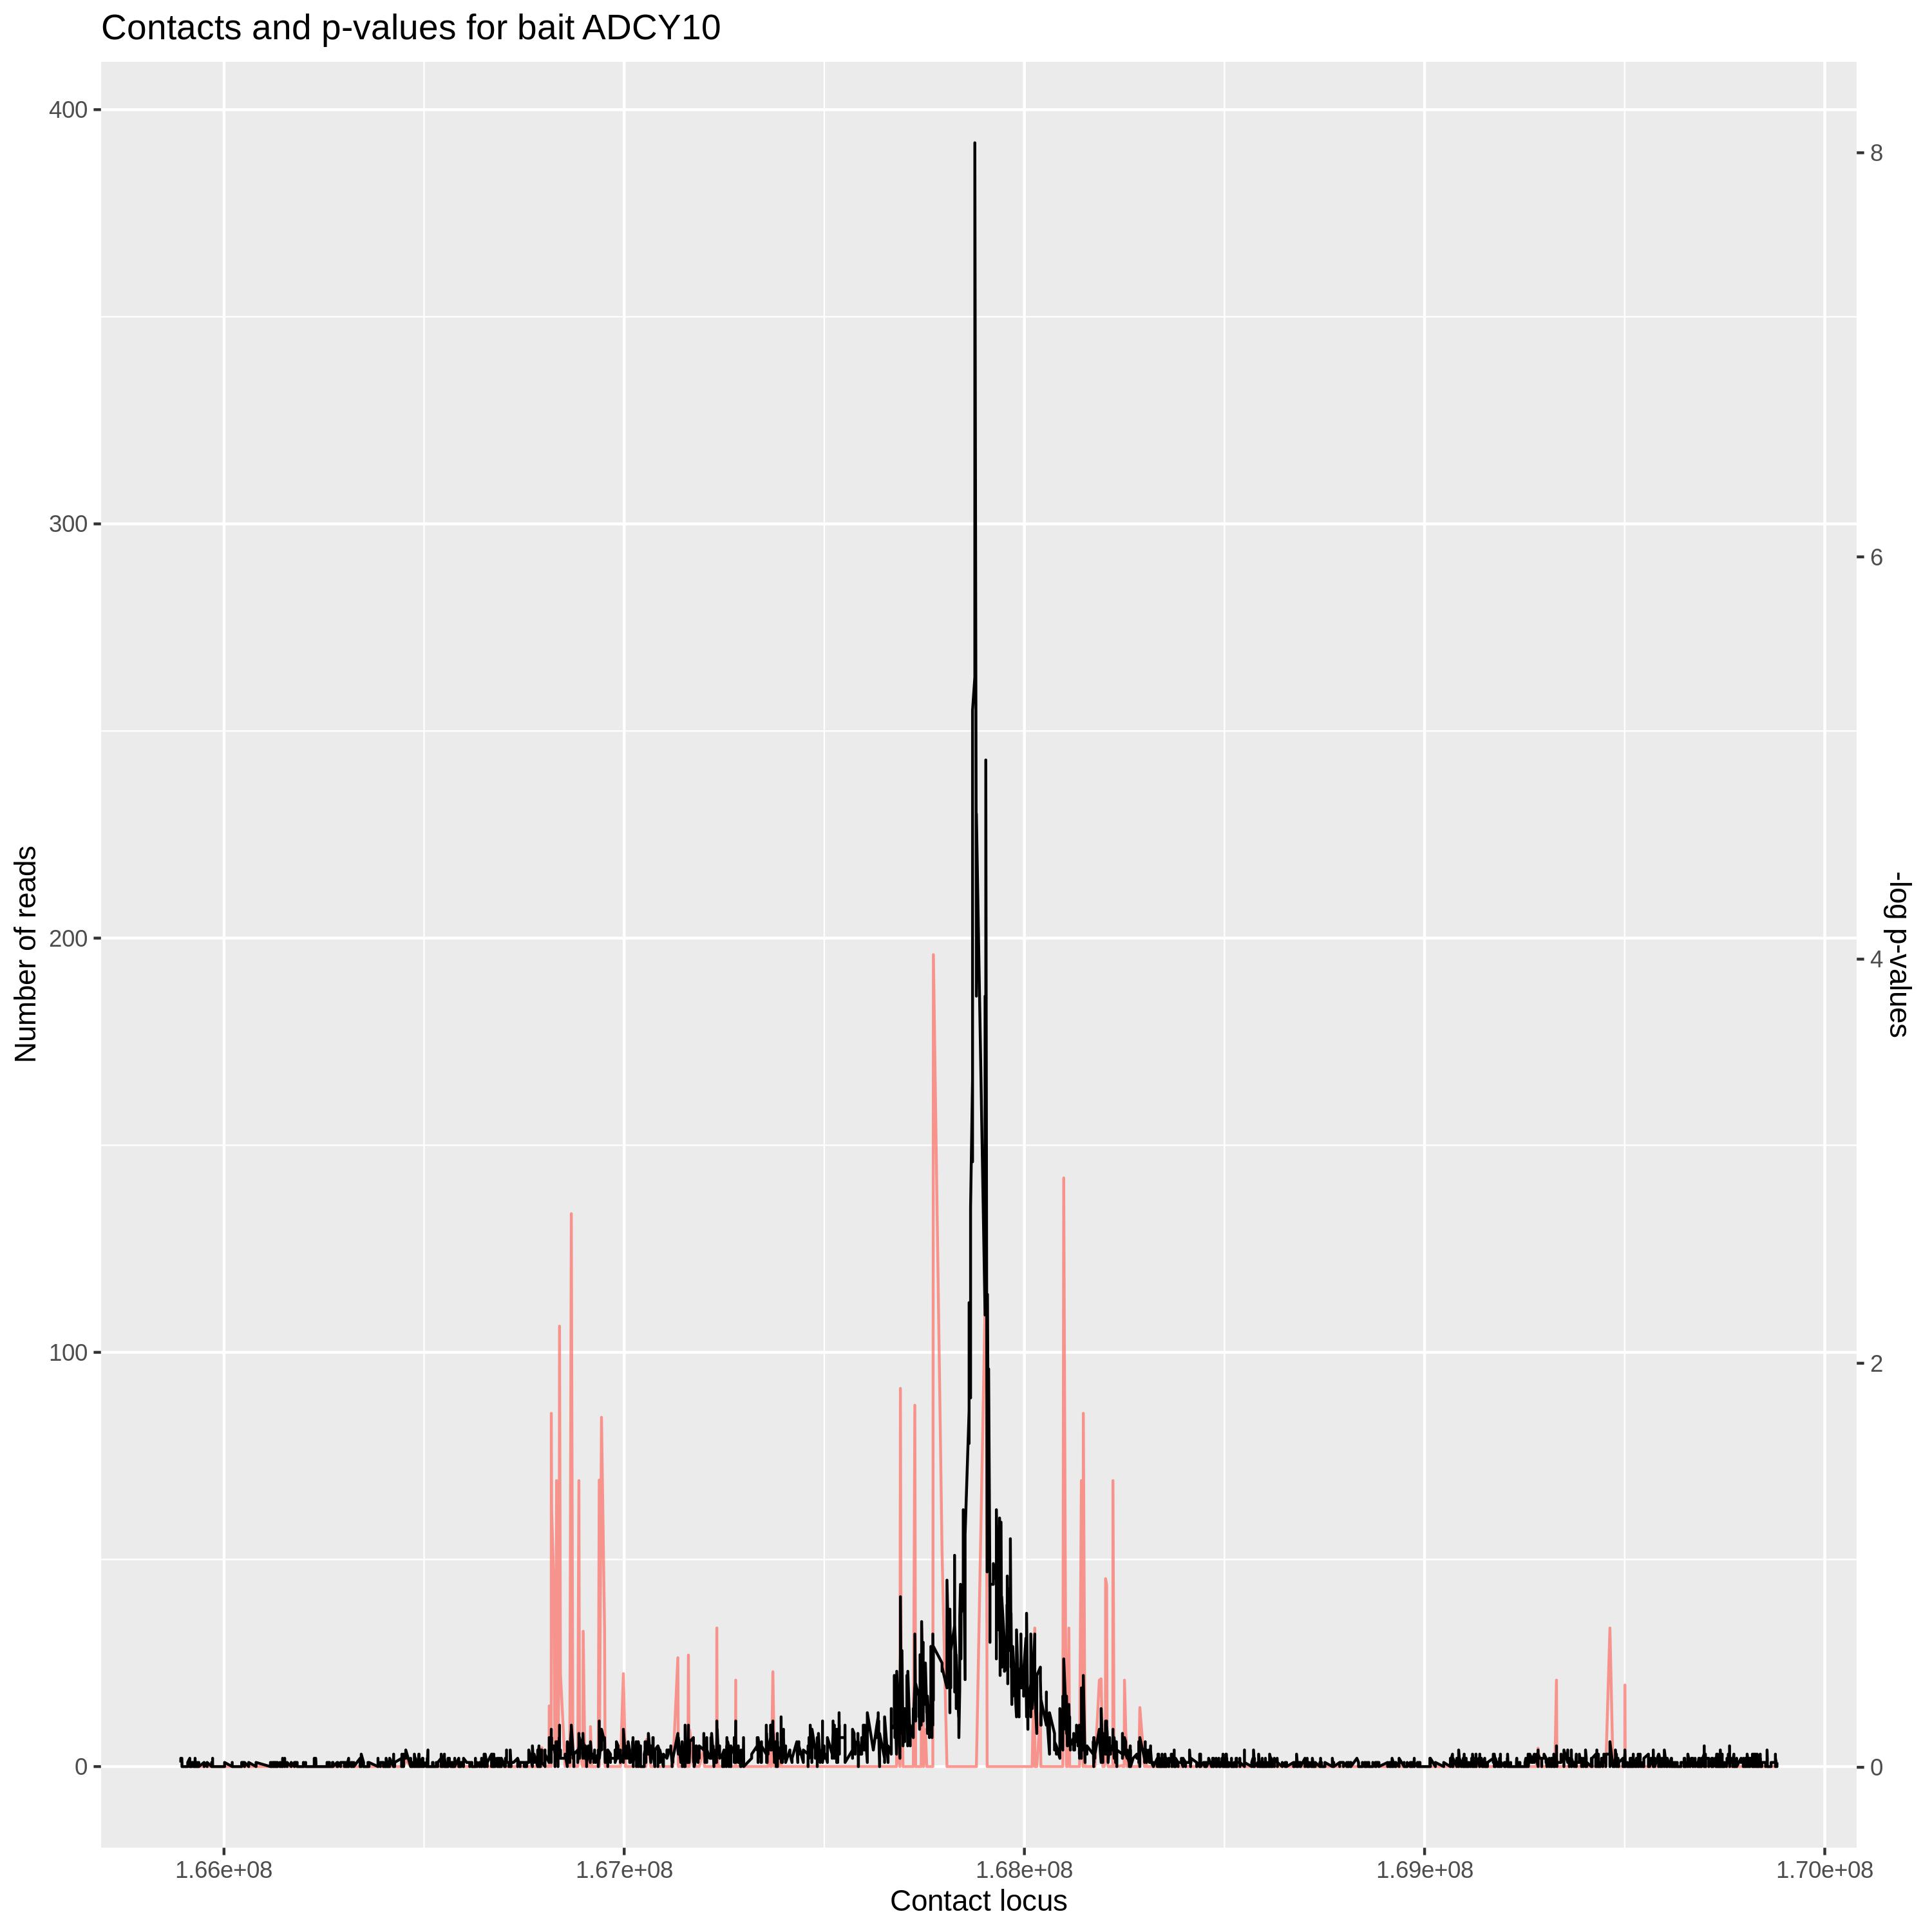 Contacts and p-values for bait ADCY10
400
300
200
100
0
Number of reads
8
6
4
2
0
-log p-values
1.66e+08
1.67e+08
1.68e+08
1.69e+08
1.70e+08
Contact locus